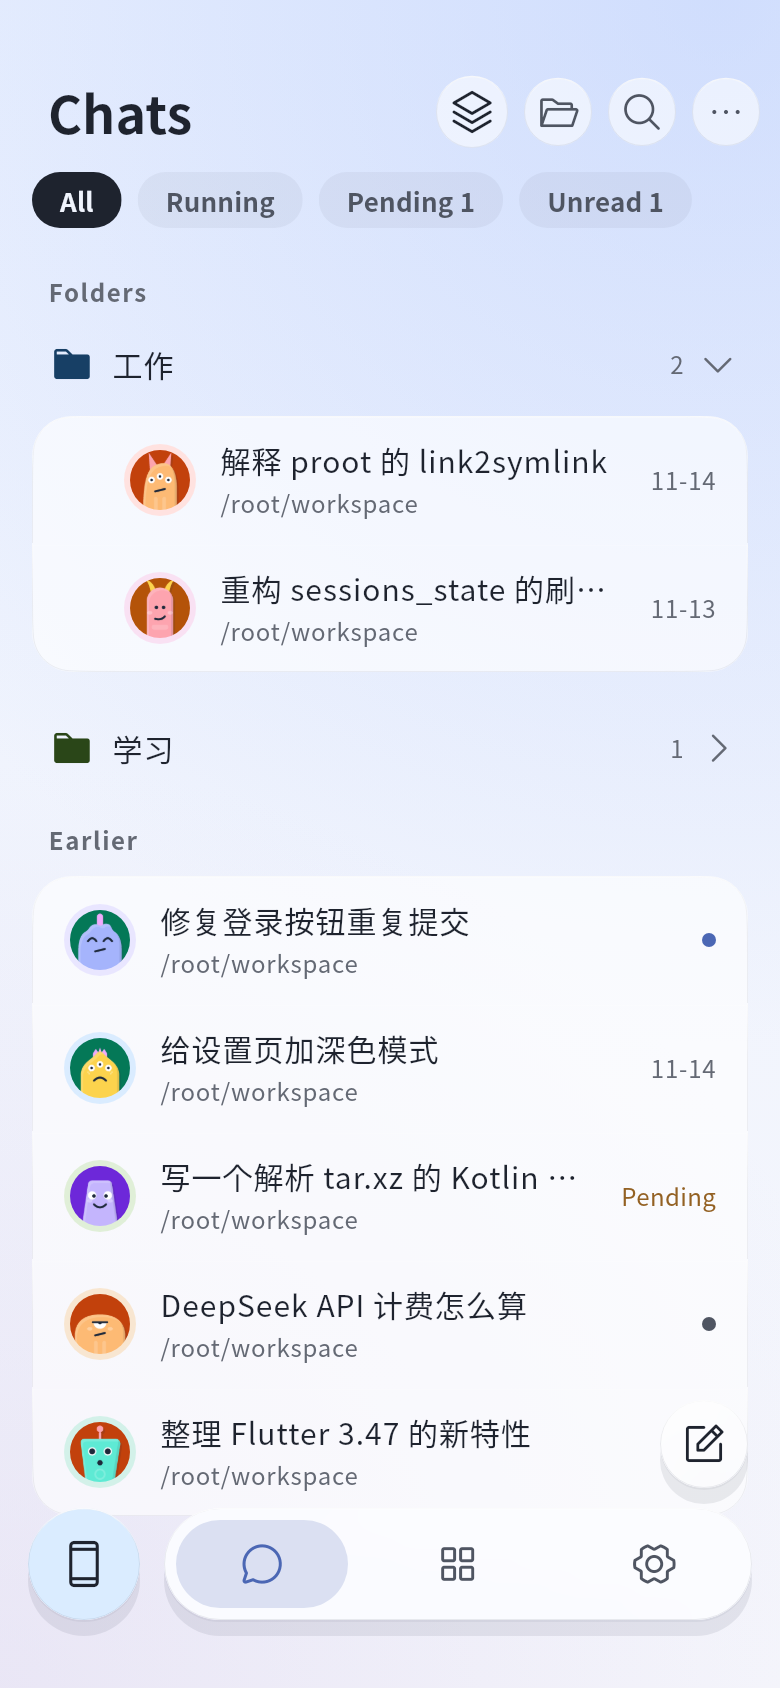 Chats
All
Running
Pending 1
Unread 1
Folders
工作
2
解释 proot 的 link2symlink
/root/workspace
11-14
重构 sessions_state 的刷…
/root/workspace
11-13
学习
1
Earlier
修复登录按钮重复提交
/root/workspace
给设置页加深色模式
/root/workspace
11-14
写一个解析 tar.xz 的 Kotlin …
/root/workspace
Pending
DeepSeek API 计费怎么算
/root/workspace
整理 Flutter 3.47 的新特性
/root/workspace